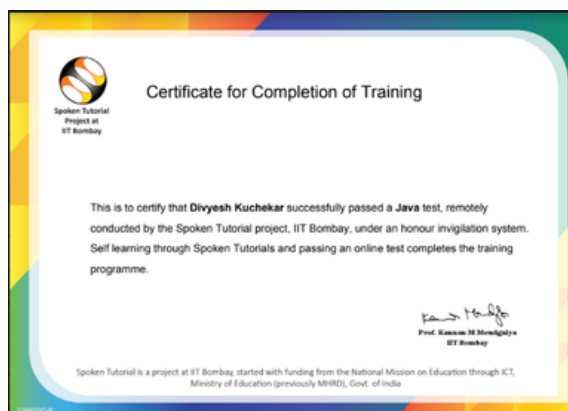 Spoken Tutorial
Project at
IIT Bombay
Certificate for Completion of Training
This is to certify that Divyesh Kuchekar successfully passed a Java test, remotely
conducted by the Spoken Tutorial project, IIT Bombay, under an honour invigilation system.
Self learning through Spoken Tutorials and passing an online test completes the training
programme.
Prof. Kannan M Moudgalya
IIT Bombay
Spoken Tutorial is a project at IIT Bombay, started with funding from the National Mission on Education through ICT,
Ministry of Education (previously MHRD), Govt. of India